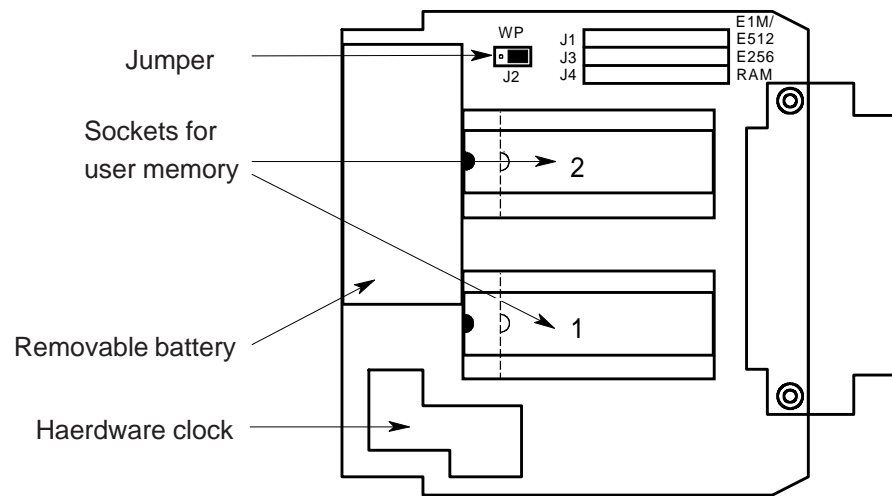 Jumper
WP
J2
J1
J3
J4
E1M/
E512
E256
RAM
Sockets for
user memory
2
1
Removable battery
Haerdware clock